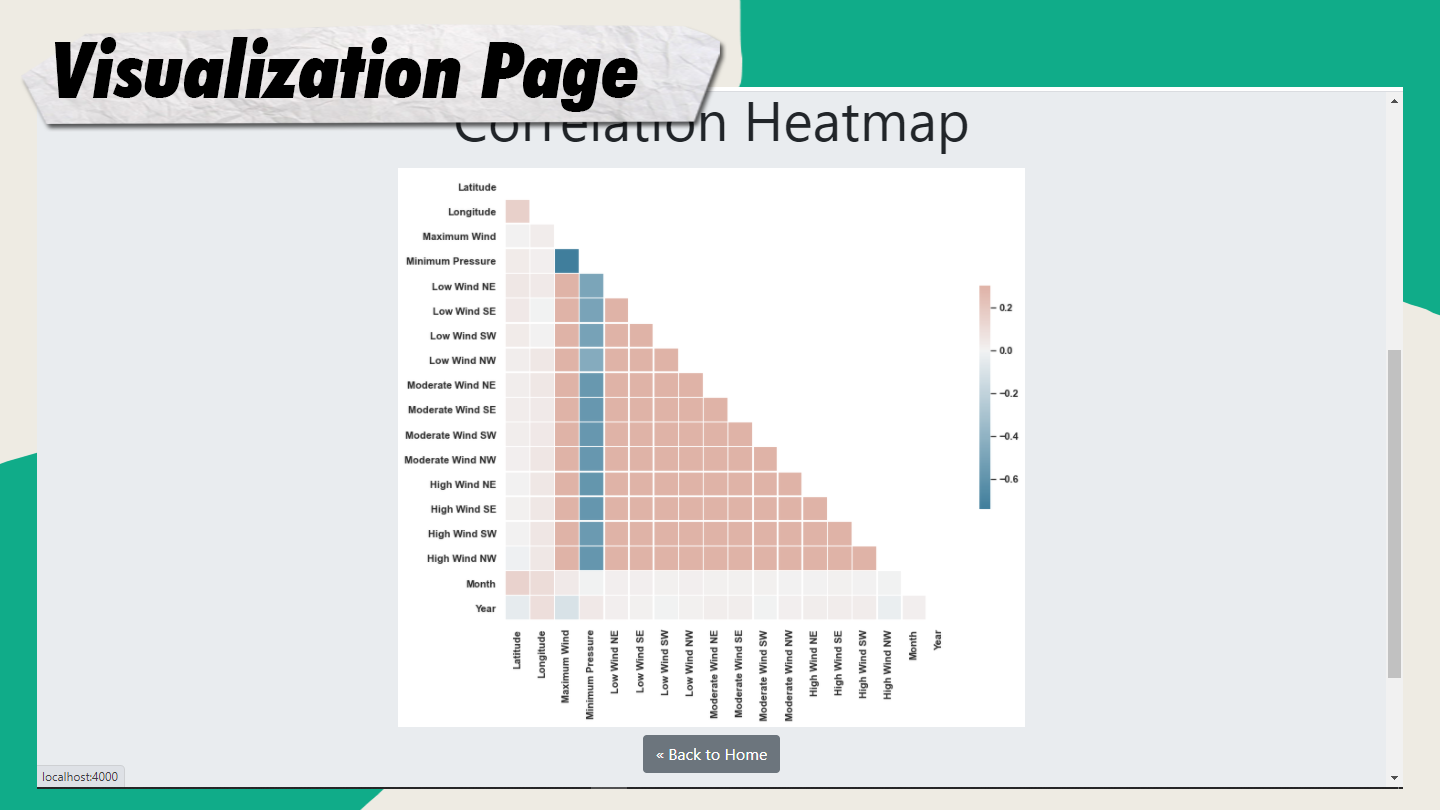 Visualization Page
Correlation Heatmap
Latitude
Longitude
Maximum Wind
Minimum Pressure
Low Wind NE
Low Wind SE
Low Wind SW
Low Wind NW
Moderate Wind NE
Moderate Wind SE
Moderate Wind SW
Moderate Wind NW
High Wind NE
High Wind SE
High Wind SW
High Wind NW
Month
Year
0.2
0.0
−0.2
−0.4
−0.6
Latitude
Longitude
Maximum Wind
Minimum Pressure
Low Wind NE
Low Wind SE
Low Wind SW
Low Wind NW
Moderate Wind NE
Moderate Wind SE
Moderate Wind SW
Moderate Wind NW
High Wind NE
High Wind SE
High Wind SW
High Wind NW
Month
Year
« Back to Home
localhost:4000